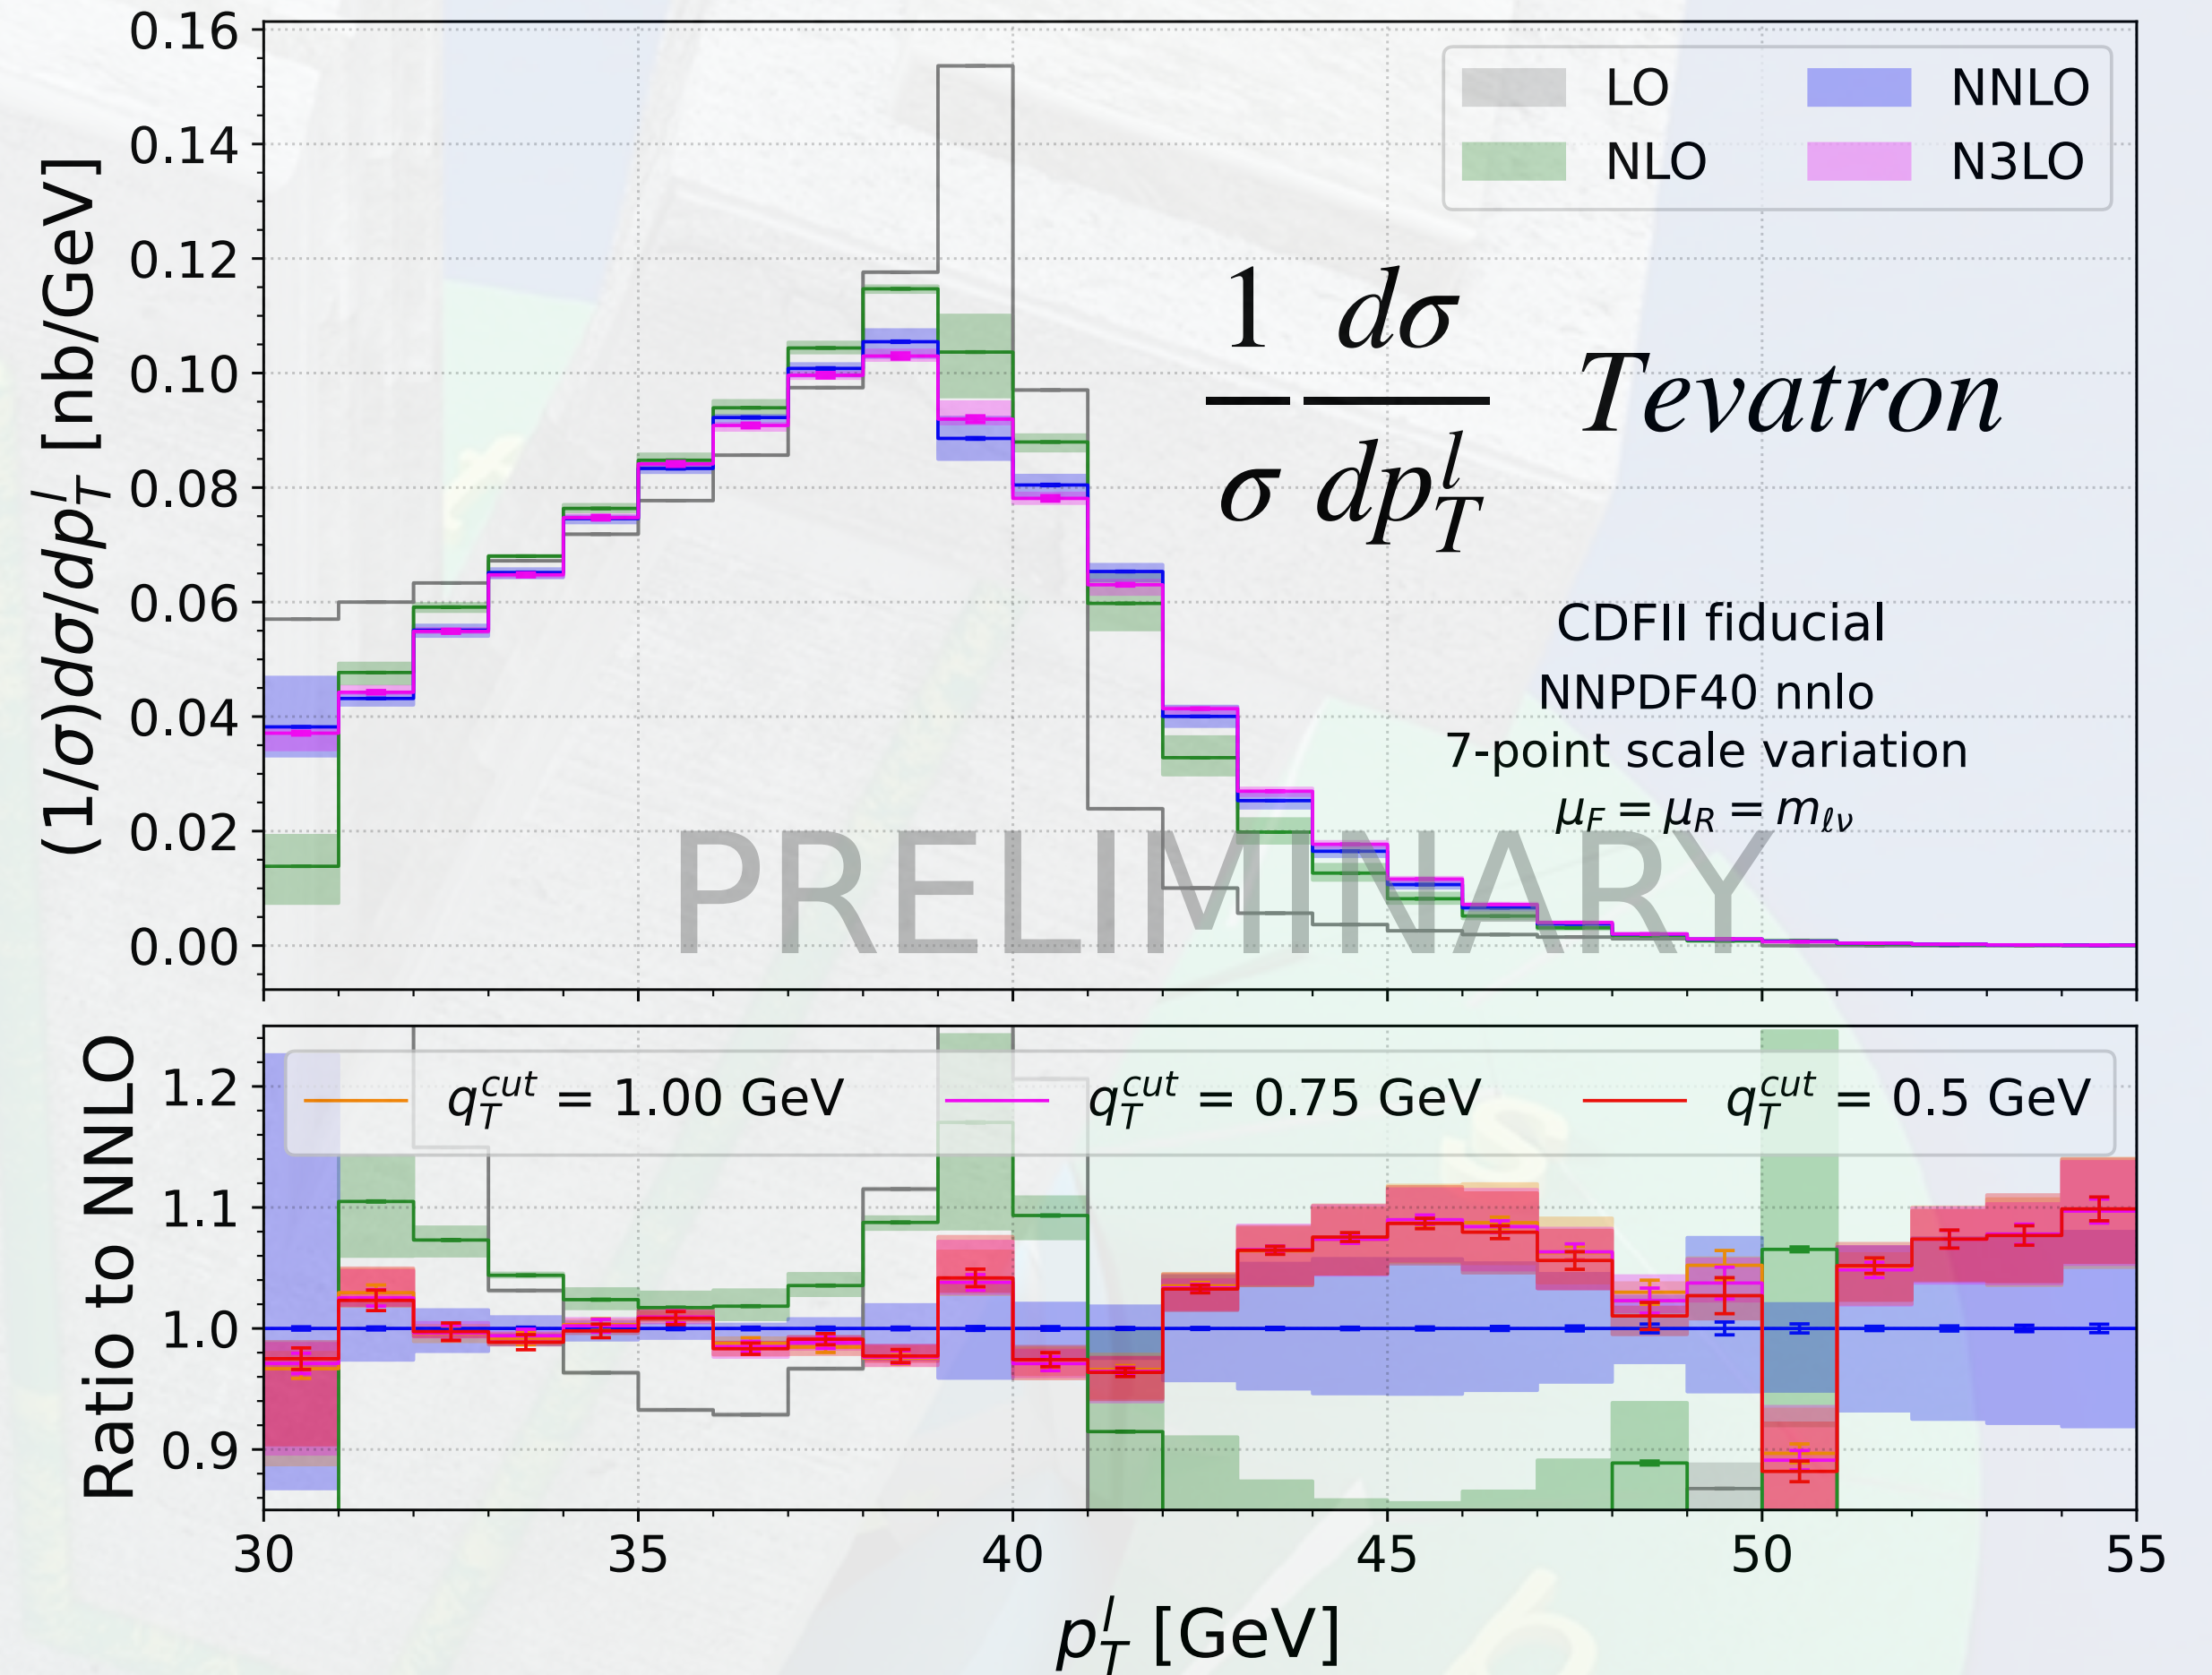 (1/σ)dσ/dp_T^l [nb/GeV]
0.16
0.14
0.12
0.10
0.08
0.06
0.04
0.02
0.00
LO NNLO
NLO N3LO
1/σ dσ/dp_T^l Tevatron
CDFII fiducial
NNPDF40 nnlo
7-point scale variation
μ_F = μ_R = m_ℓν
PRELIMINARY
Ratio to NNLO
1.2
1.1
1.0
0.9
q_T^cut = 1.00 GeV q_T^cut = 0.75 GeV q_T^cut = 0.5 GeV
30 35 40 45 50 55
p_T^l [GeV]